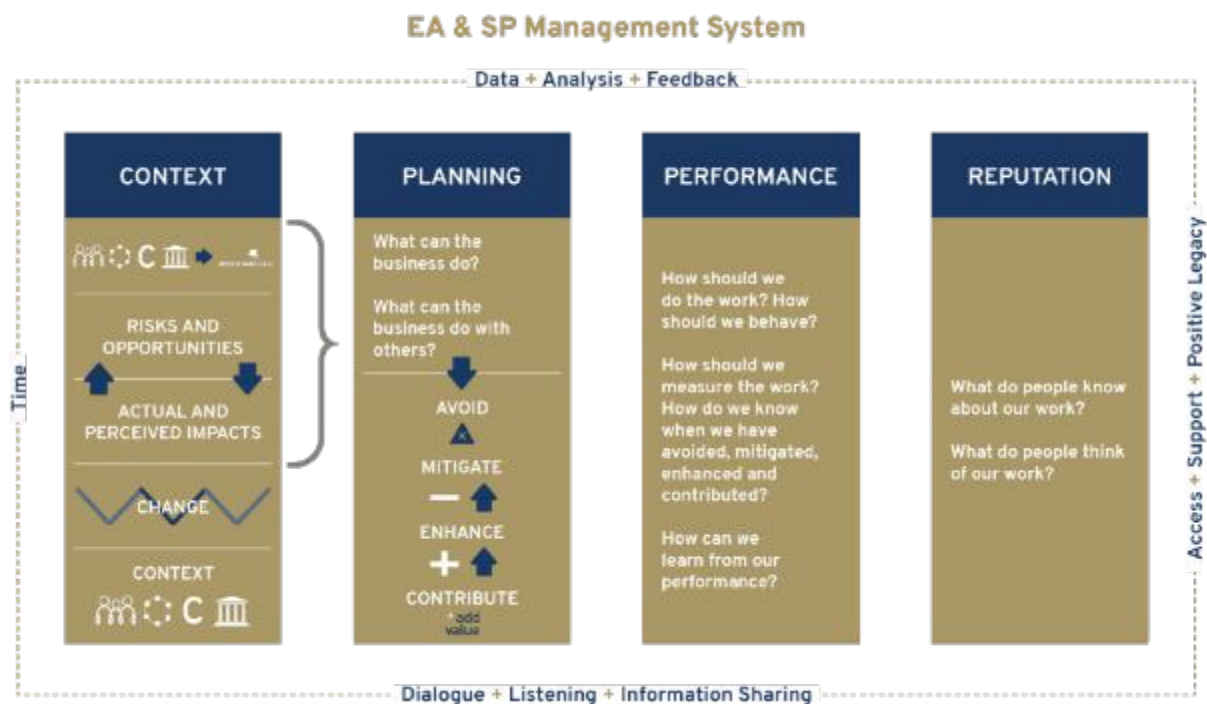 EA & SP Management System
Data + Analysis + Feedback
Time
CONTEXT
C
RISKS AND
OPPORTUNITIES
ACTUAL AND
PERCEIVED IMPACTS
CHANGE
CONTEXT
C
PLANNING
What can the
business do?
What can the
business do with
others?
AVOID
MITIGATE
ENHANCE
CONTRIBUTE
+add
value
PERFORMANCE
How should we
do the work? How
should we behave?
How should we
measure the work?
How do we know
when we have
avoided, mitigated,
enhanced and
contributed?
How can we
learn from our
performance?
REPUTATION
What do people know
about our work?
What do people think
of our work?
Access + Support + Positive Legacy
Dialogue + Listening + Information Sharing